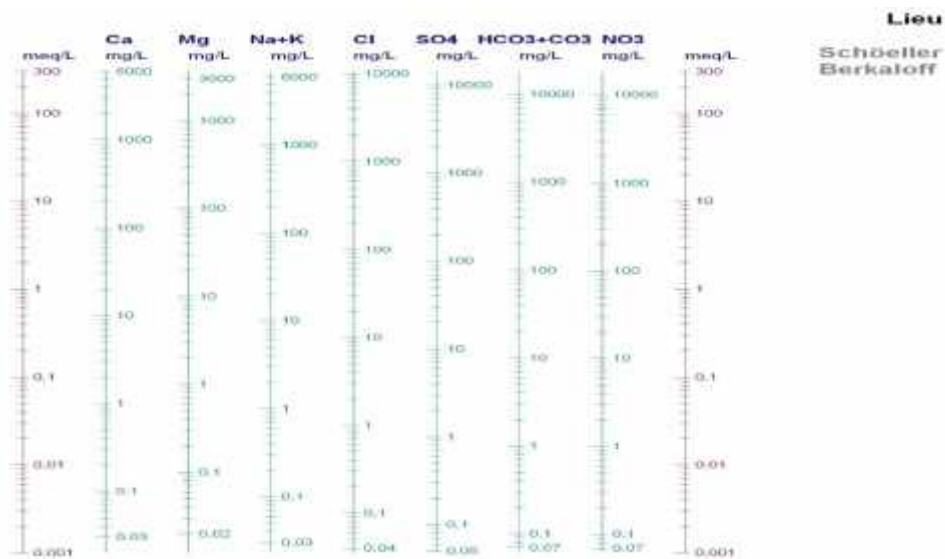 Lieu
Schöeller
Berkaloff
Ca Mg Na+K Cl SO4 HCO3+CO3 NO3
meq/L mg/L mg/L mg/L mg/L mg/L mg/L mg/L meq/L
300 6000 3000 6000 10000 10000 10000 10000 300
100 1000 1000 1000 1000 1000 1000 1000 100
10 100 100 100 100 100 100 100 10
1 10 10 10 10 10 10 10 1
0.1 1 1 1 1 1 1 1 0.1
0.01 0.1 0.1 0.1 0.1 0.1 0.1 0.1 0.01
0.001 0.03 0.02 0.03 0.04 0.06 0.07 0.07 0.001